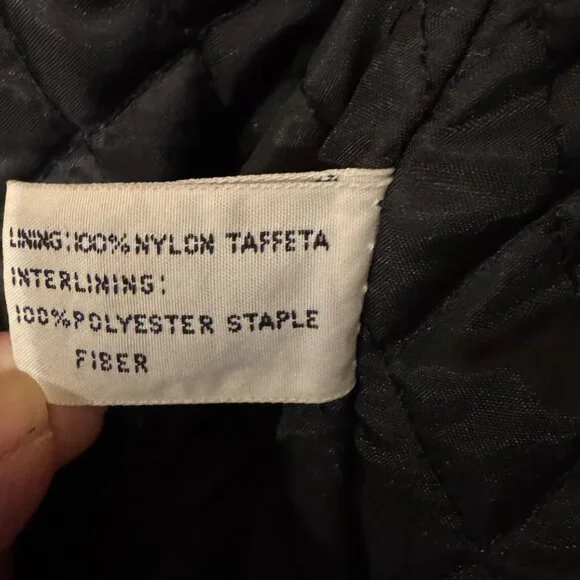 LINING:100% NYLON TAFFETA
INTERLINING:
100% POLYESTER STAPLE
FIBER